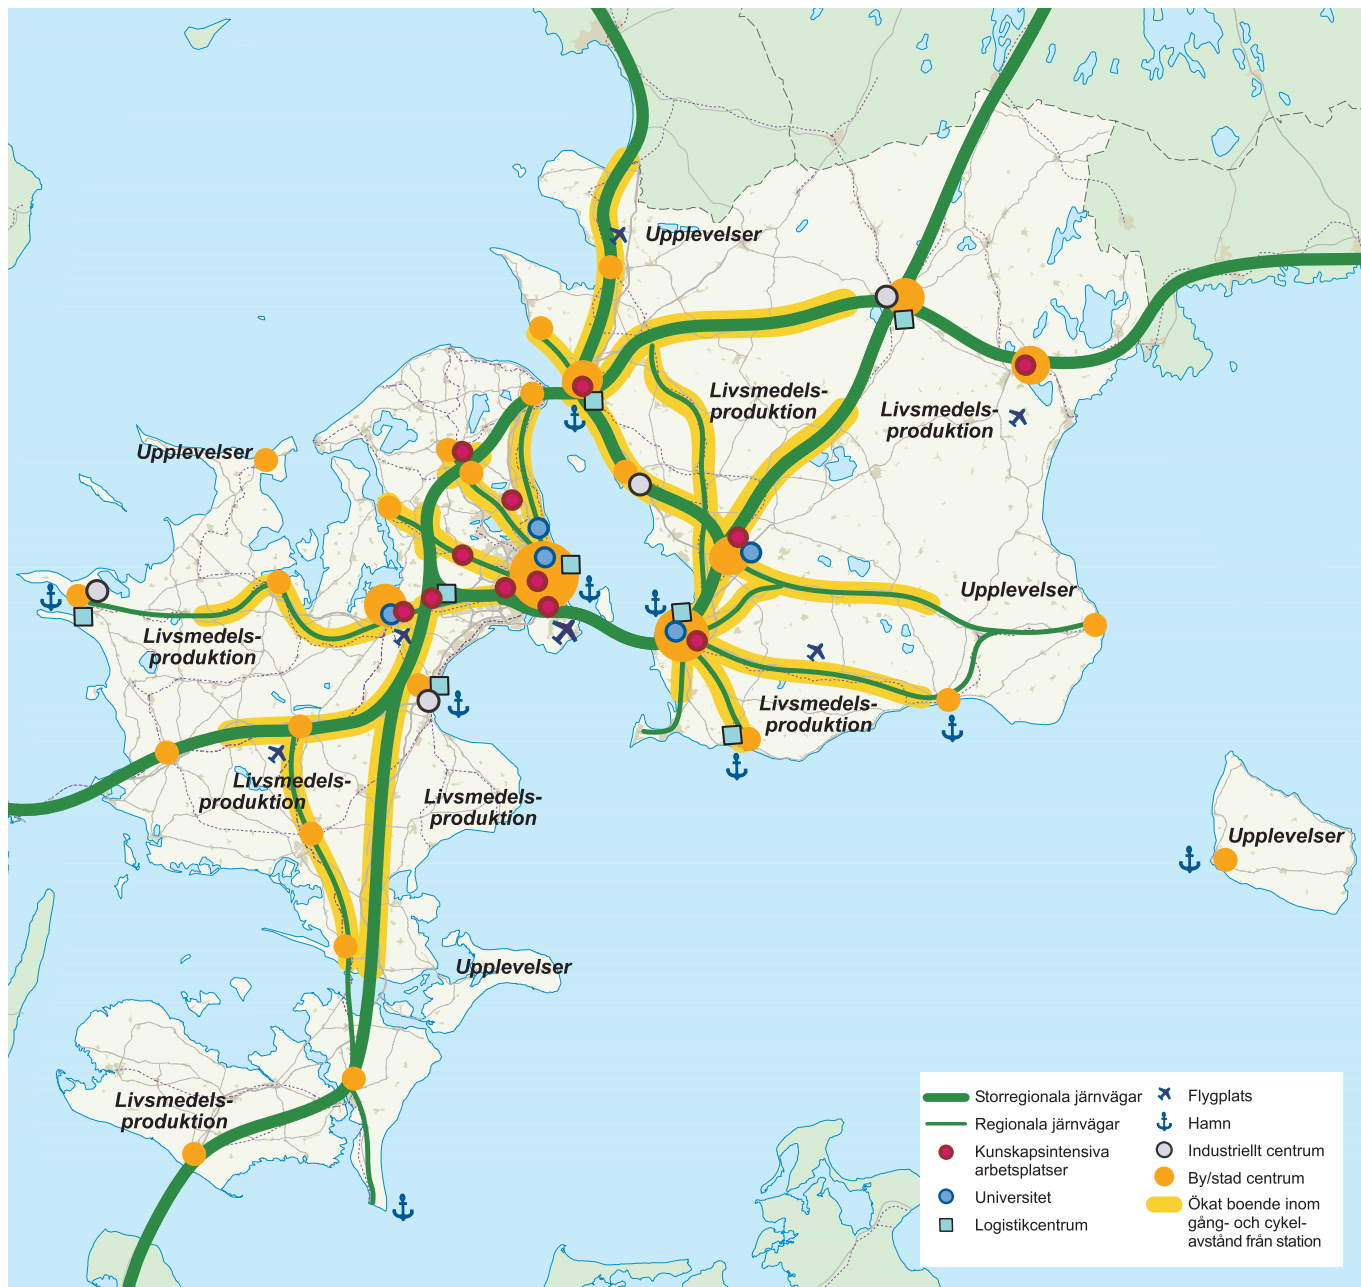 Upplevelser
Livsmedels-
produktion
Livsmedels-
produktion
Upplevelser
Upplevelser
Livsmedels-
produktion
Livsmedels-
produktion
Livsmedels-
produktion
Livsmedels-
produktion
Upplevelser
Upplevelser
Livsmedels-
produktion
Storregionala järnvägar
Regionala järnvägar
Kunskapsintensiva
arbetsplatser
Universitet
Logistikcentrum
Flygplats
Hamn
Industriellt centrum
By/stad centrum
Ökat boende inom
gång- och cykel-
avstånd från station